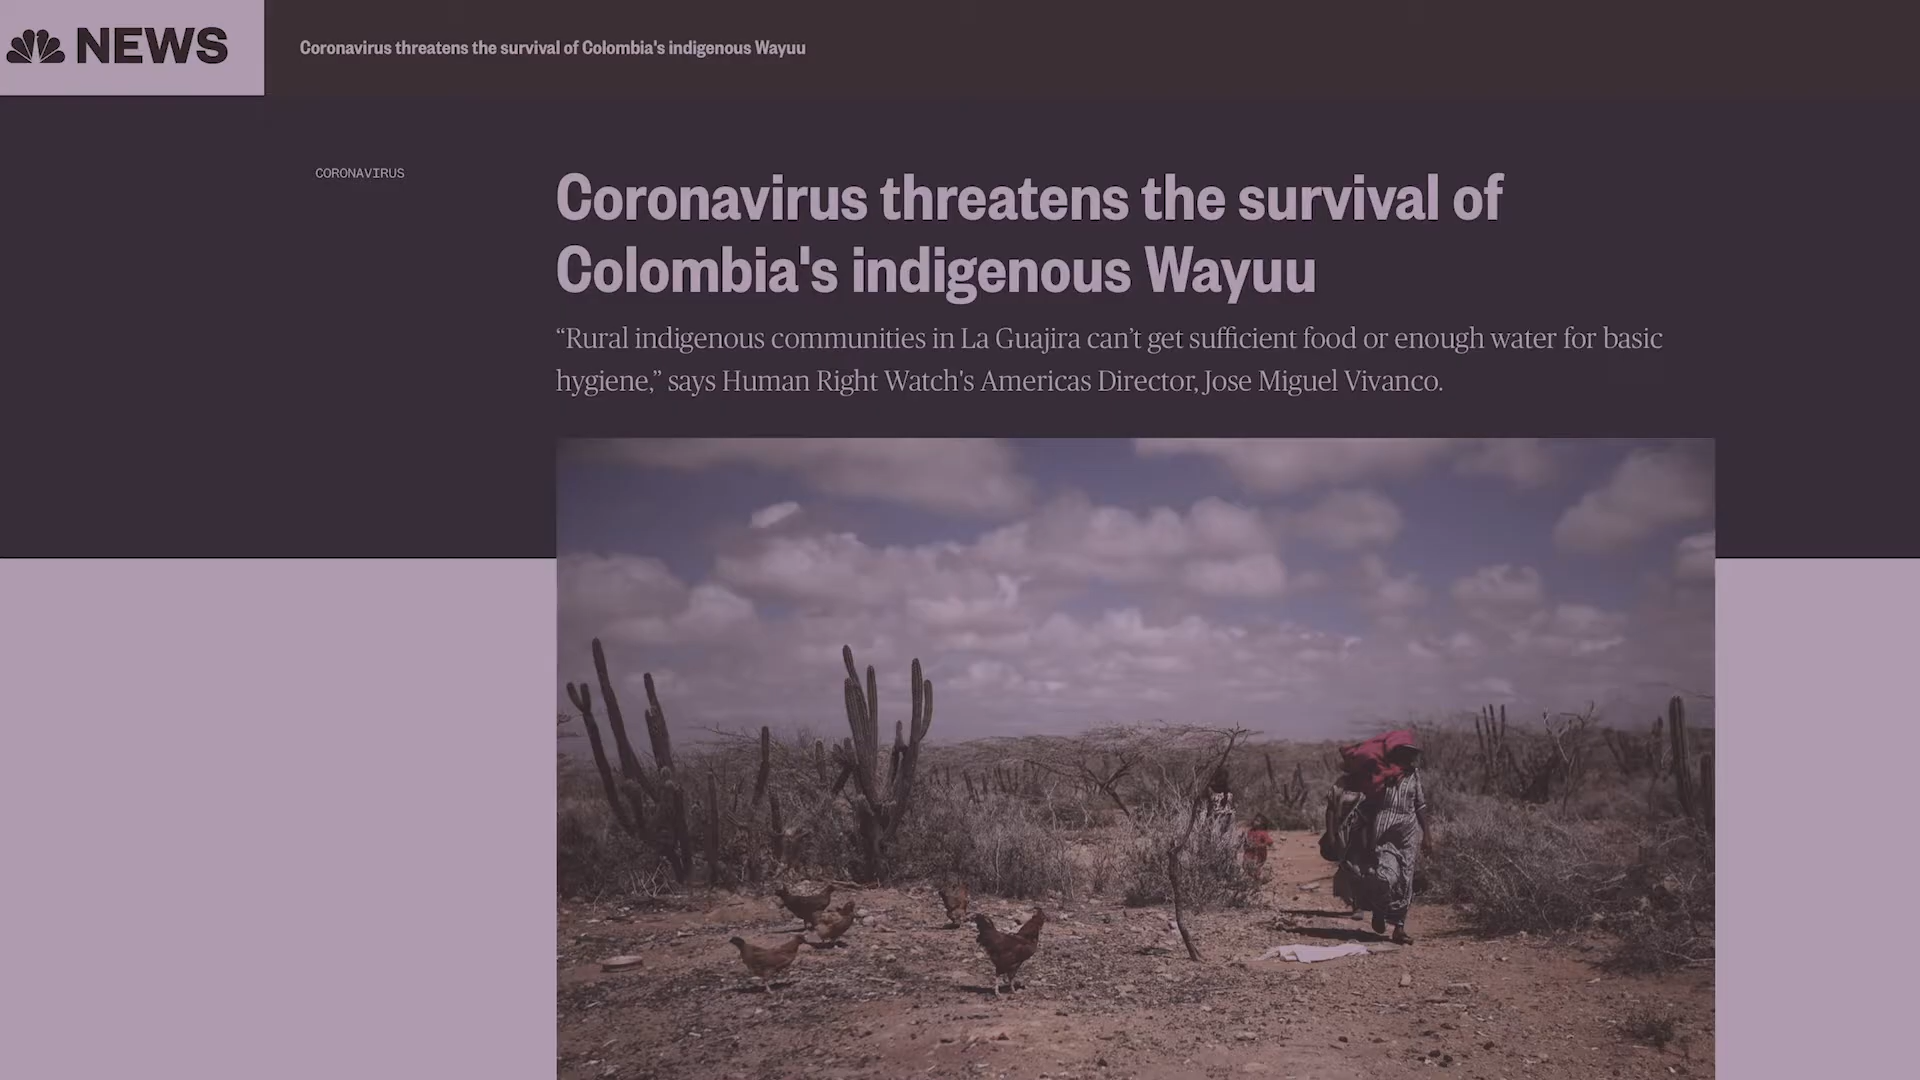 NEWS
Coronavirus threatens the survival of Colombia's indigenous Wayuu
CORONAVIRUS
Coronavirus threatens the survival of
Colombia's indigenous Wayuu
“Rural indigenous communities in La Guajira can’t get sufficient food or enough water for basic
hygiene,” says Human Right Watch's Americas Director, Jose Miguel Vivanco.